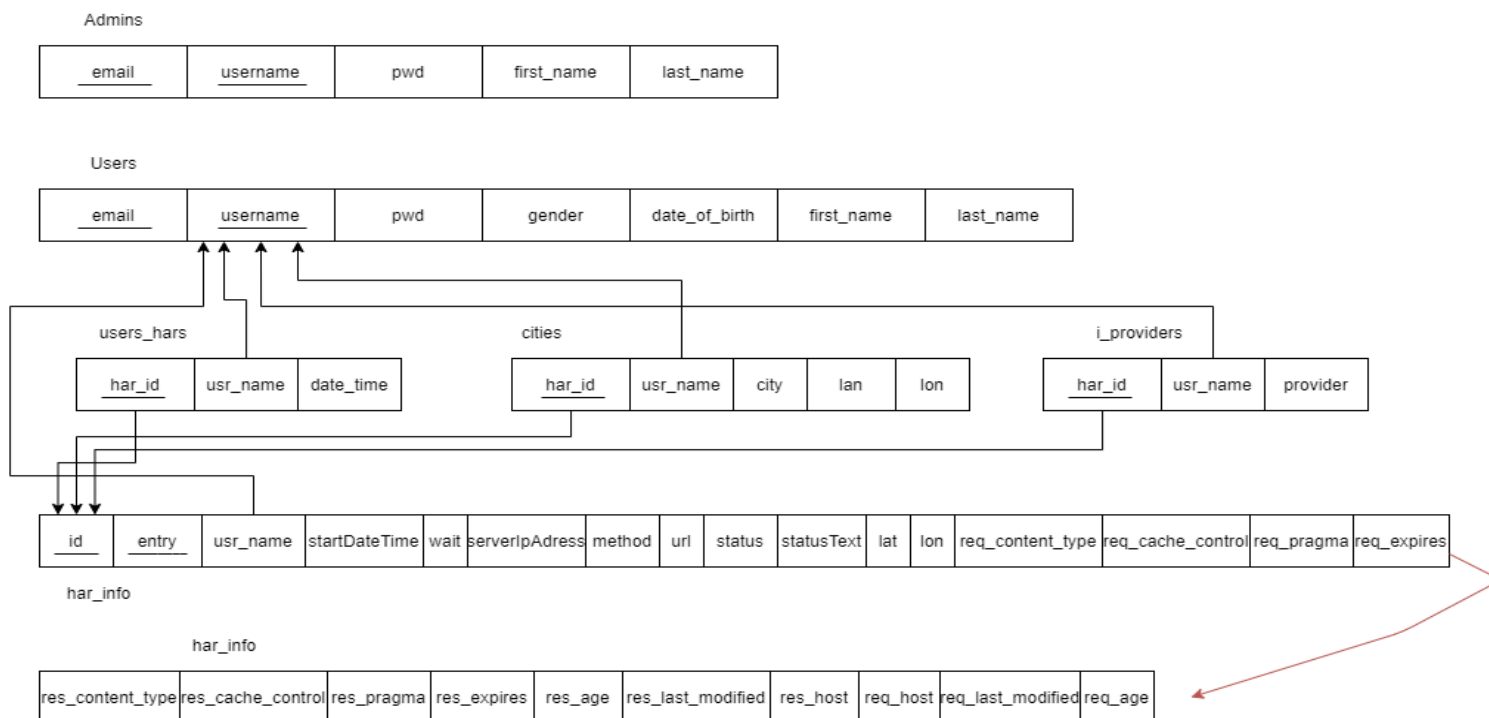 Admins
email username pwd first_name last_name
Users
email username pwd gender date_of_birth first_name last_name
users_hars cities i_providers
har_id usr_name date_time har_id usr_name city lan lon har_id usr_name provider
id entry usr_name startDateTime wait serverIpAdress method url status statusText lat lon req_content_type req_cache_control req_pragma req_expires
har_info
har_info
res_content_type res_cache_control res_pragma res_expires res_age res_last_modified res_host req_host req_last_modified req_age